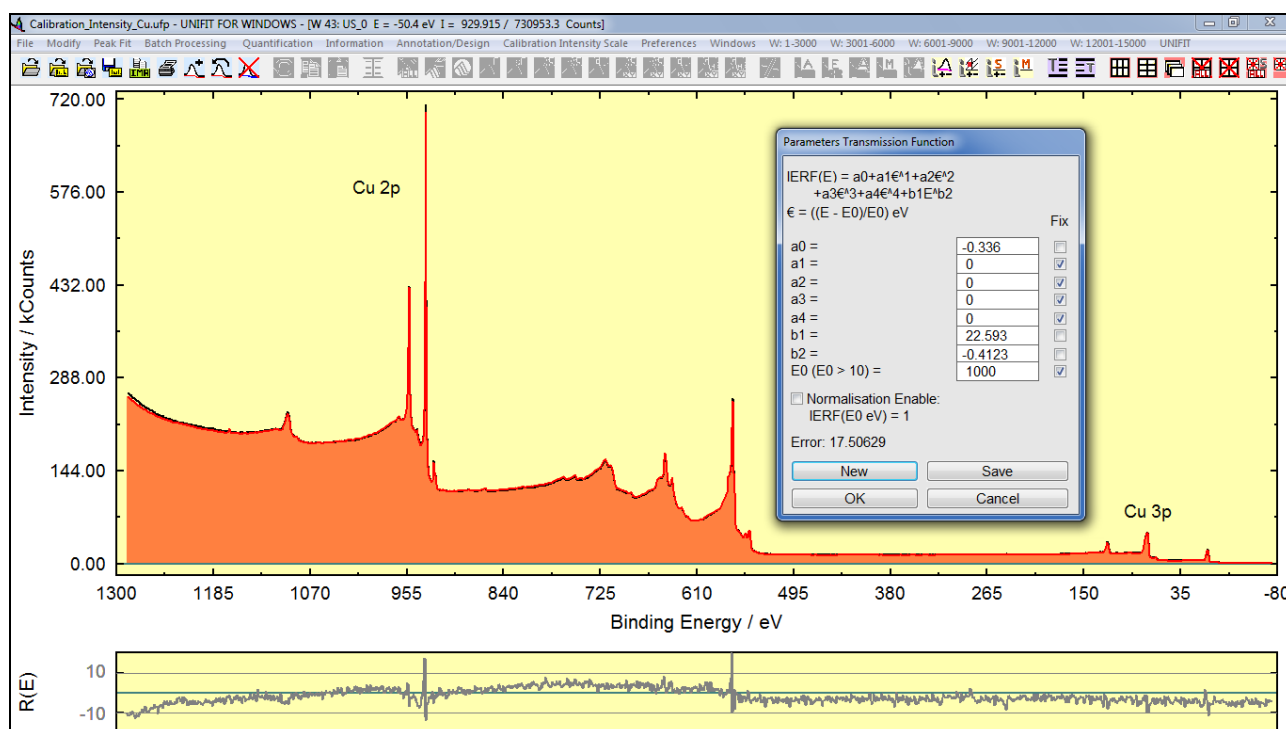 Calibration_Intensity_Cu.ufp - UNIFIT FOR WINDOWS - [W 43: US_0 E = -50.4 eV I = 929.915 / 730953.3 Counts]
File Modify Peak Fit Batch Processing Quantification Information Annotation/Design Calibration Intensity Scale Preferences Windows W: 1-3000 W: 3001-6000 W: 6001-9000 W: 9001-12000 W: 12001-15000 UNIFIT
720.00
576.00
432.00
288.00
144.00
0.00
Intensity / kCounts
Cu 2p
Cu 3p
1300 1185 1070 955 840 725 610 495 380 265 150 35 -80
Binding Energy / eV
R(E)
10
-10
Parameters Transmission Function
IERF(E) = a0+a1€^1+a2€^2
+a3€^3+a4€^4+b1E^b2
€ = ((E - E0)/E0) eV
Fix
a0 = -0.336
a1 = 0
a2 = 0
a3 = 0
a4 = 0
b1 = 22.593
b2 = -0.4123
E0 (E0 > 10) = 1000
Normalisation Enable:
IERF(E0 eV) = 1
Error: 17.50629
New Save
OK Cancel